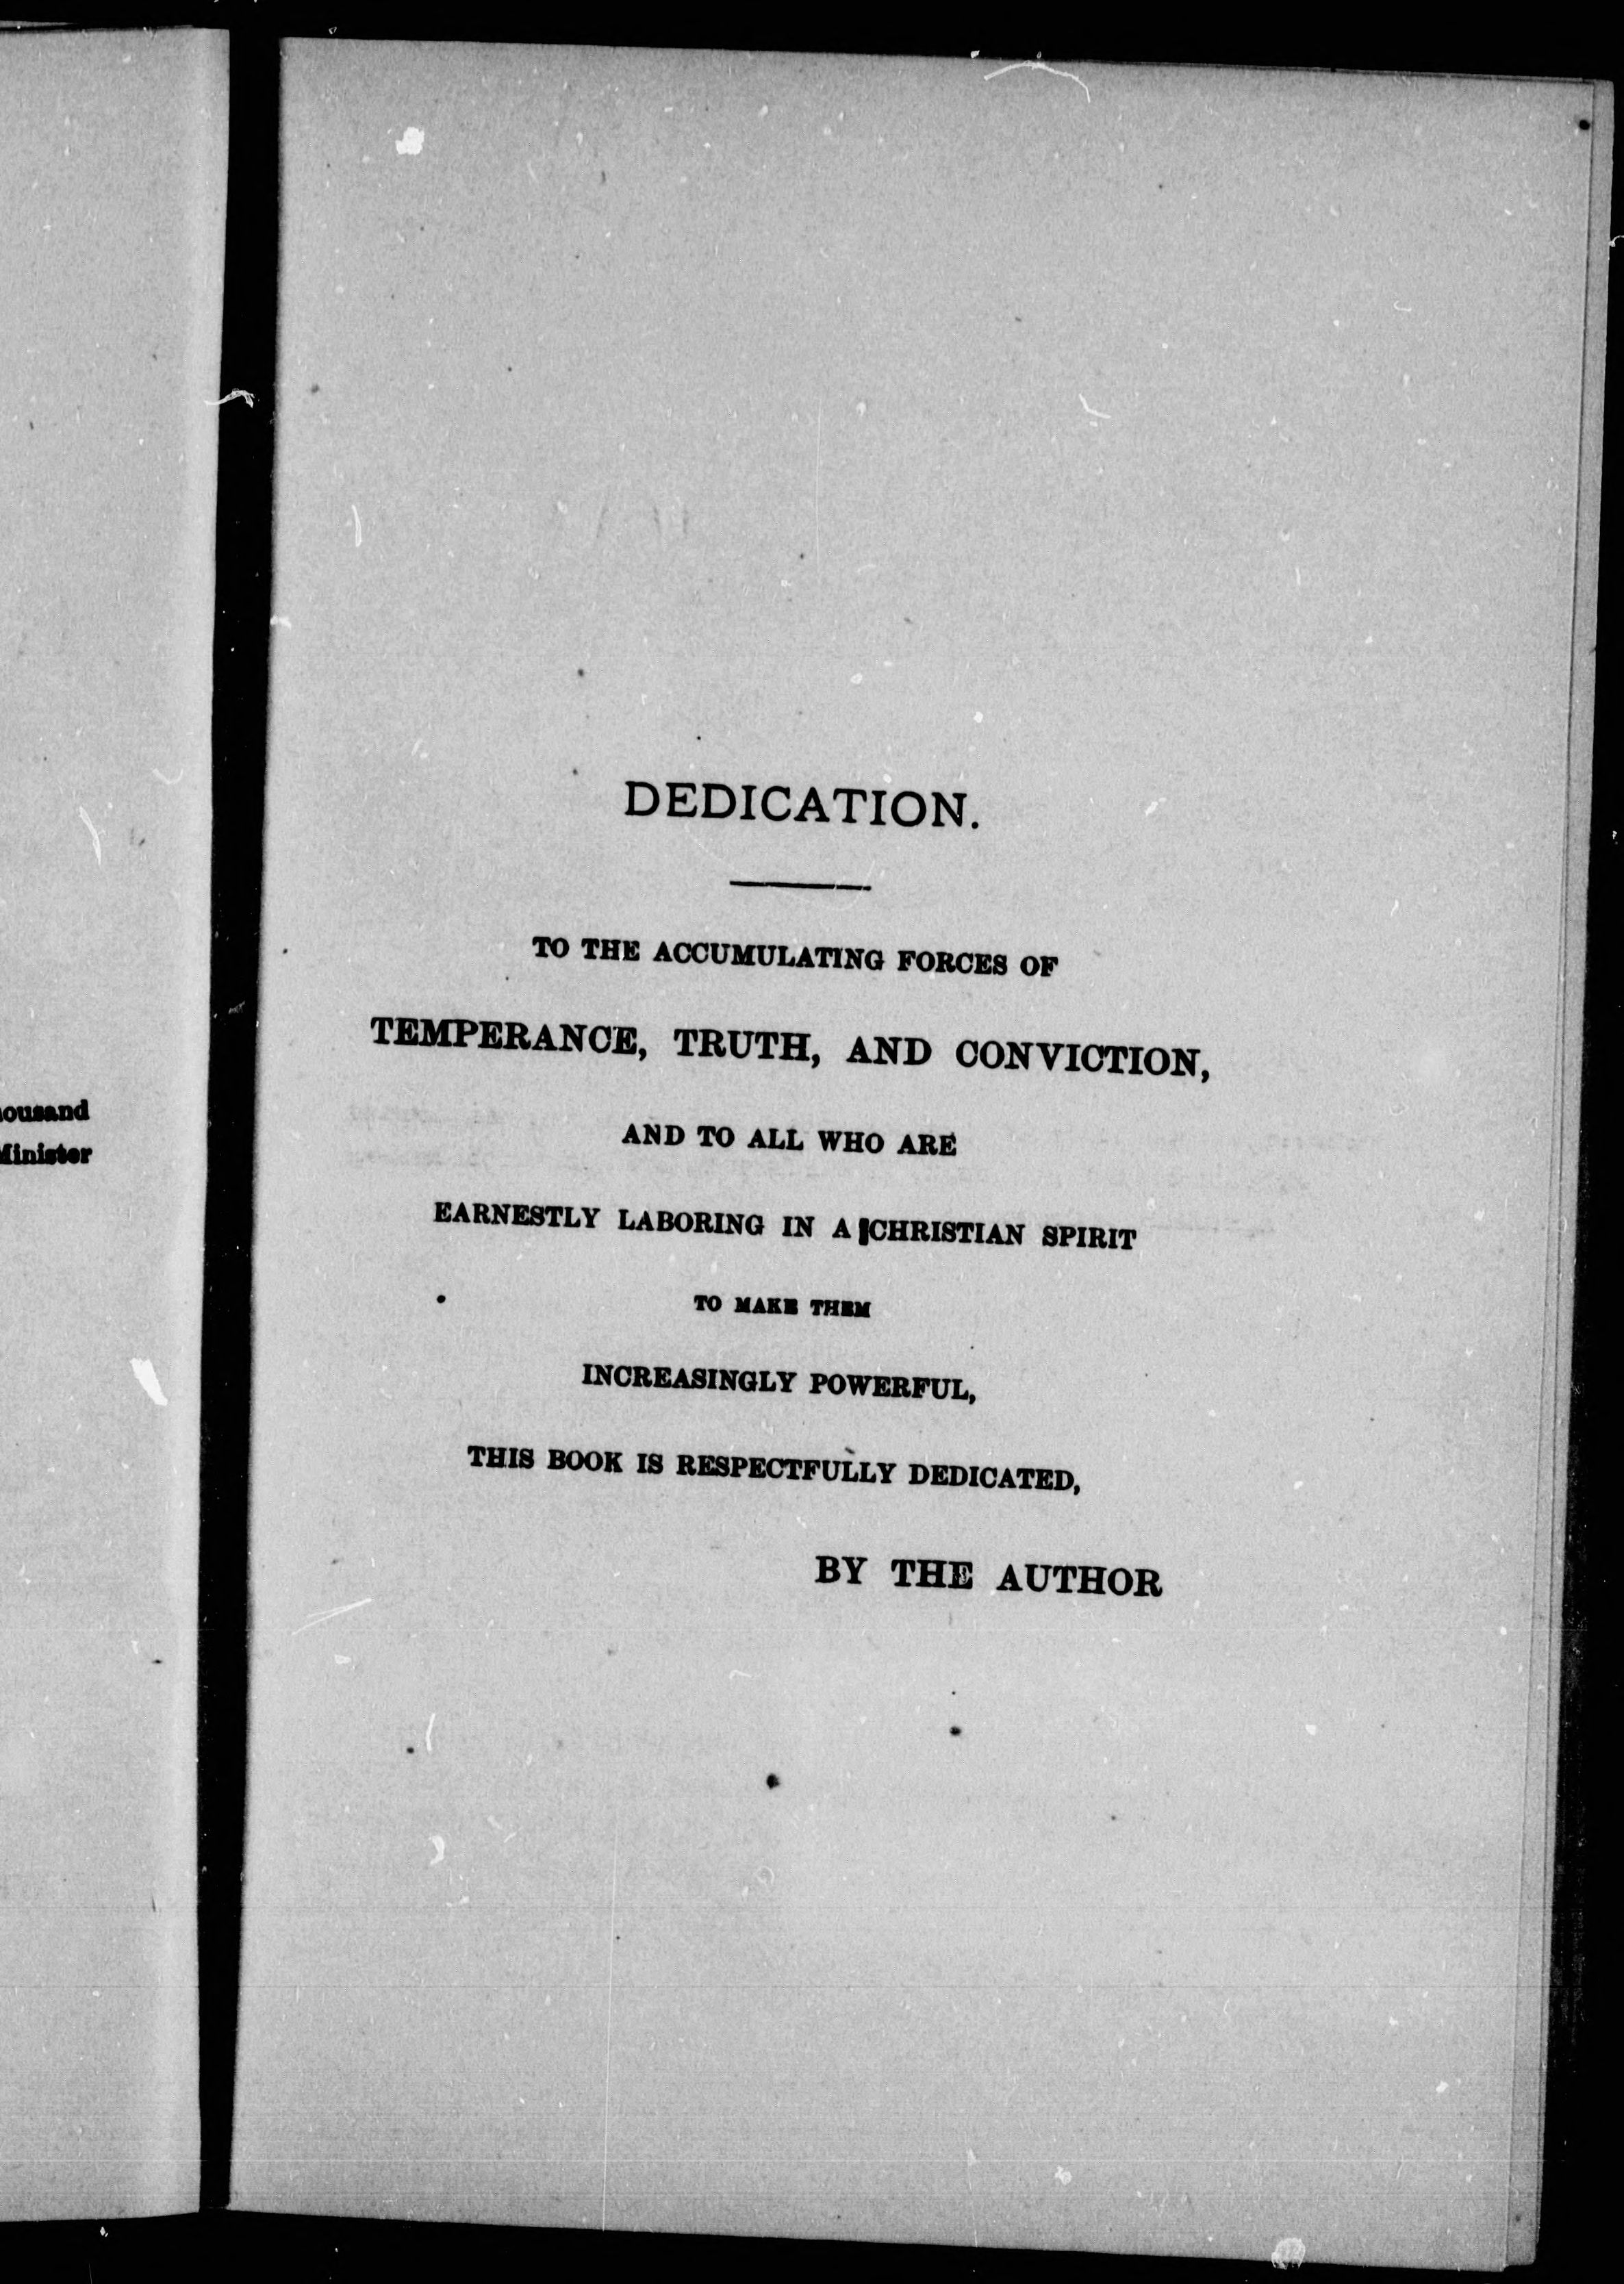 DEDICATION.
TO THE ACCUMULATING FORCES OF
TEMPERANCE, TRUTH, AND CONVICTION,
AND TO ALL WHO ARE
EARNESTLY LABORING IN A CHRISTIAN SPIRIT
TO MAKE THEM
INCREASINGLY POWERFUL,
THIS BOOK IS RESPECTFULLY DEDICATED,
BY THE AUTHOR